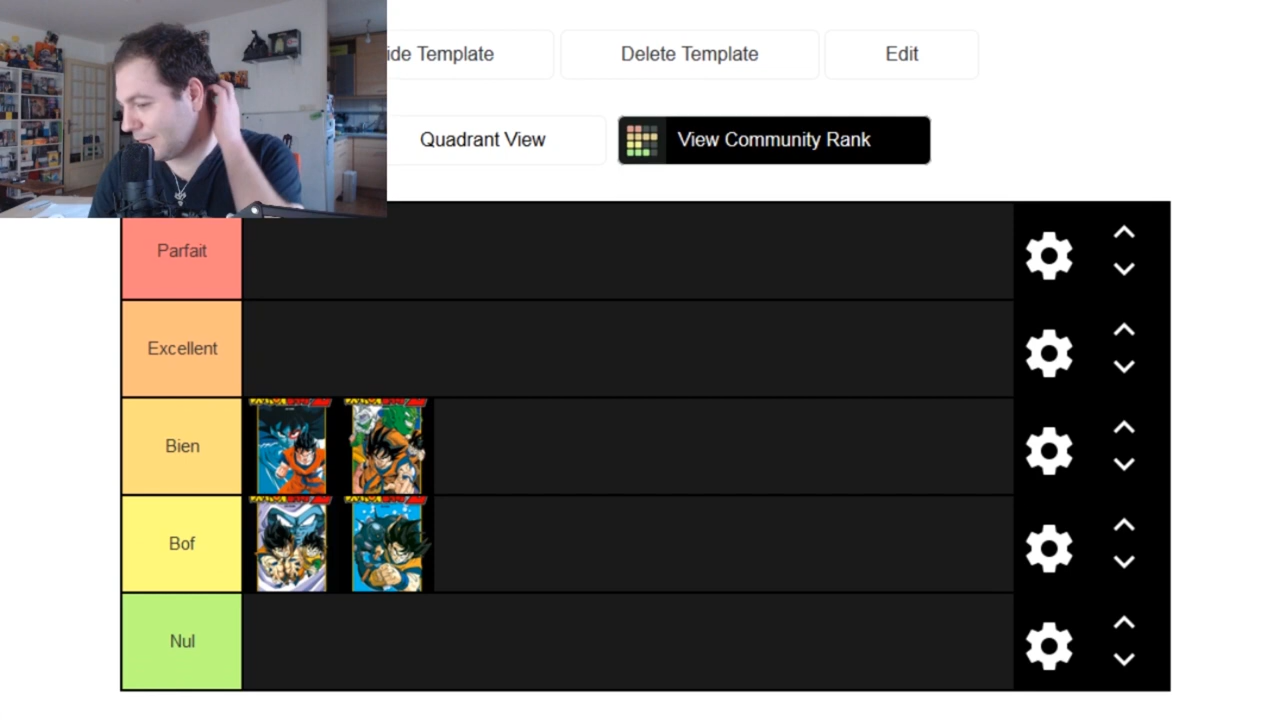 ide Template
Delete Template
Edit
Quadrant View
View Community Rank
Parfait
Excellent
Bien
Bof
Nul